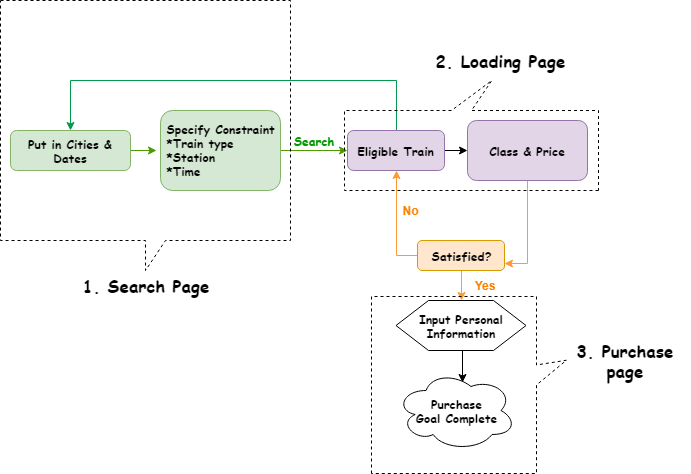 2. Loading Page
Put in Cities &
Dates
Specify Constraint
*Train type
*Station
*Time
Search
Eligible Train
Class & Price
No
Satisfied?
1. Search Page
Yes
Input Personal
Information
3. Purchase
page
Purchase
Goal Complete